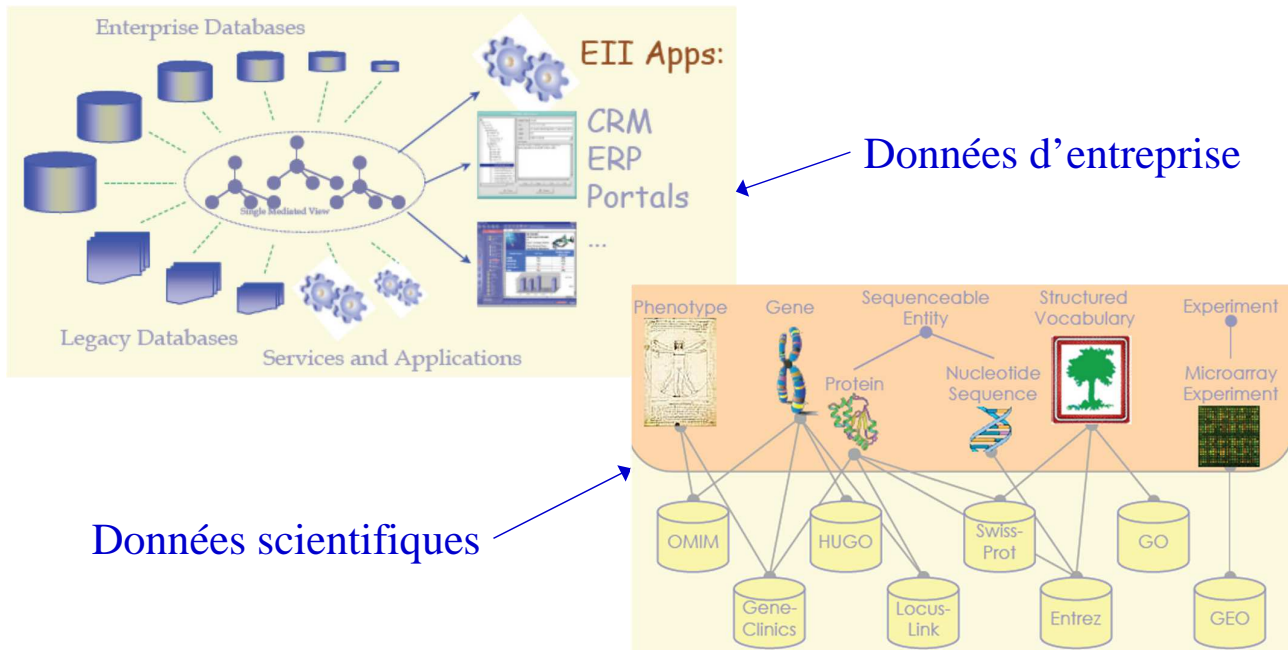 Enterprise Databases
EII Apps:
CRM
ERP
Portals
...
Single Mediated View
Legacy Databases
Services and Applications
Données d’entreprise
Données scientifiques
Phenotype
Gene
Sequenceable
Entity
Structured
Vocabulary
Experiment
Protein
Nucleotide
Sequence
Microarray
Experiment
OMIM
HUGO
Swiss-
Prot
GO
Gene-
Clinics
Locus-
Link
Entrez
GEO